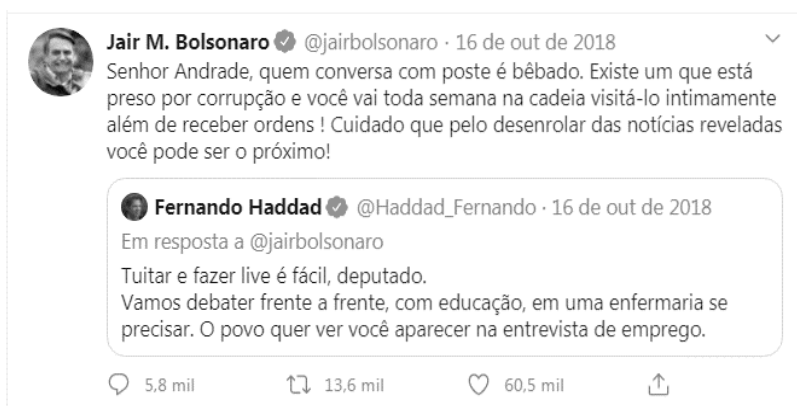 Jair M. Bolsonaro @jairbolsonaro · 16 de out de 2018
Senhor Andrade, quem conversa com poste é bêbado. Existe um que está
preso por corrupção e você vai toda semana na cadeia visitá-lo intimamente
além de receber ordens ! Cuidado que pelo desenrolar das notícias reveladas
você pode ser o próximo!
Fernando Haddad @Haddad_Fernando · 16 de out de 2018
Em resposta a @jairbolsonaro
Tuitar e fazer live é fácil, deputado.
Vamos debater frente a frente, com educação, em uma enfermaria se
precisar. O povo quer ver você aparecer na entrevista de emprego.
5,8 mil 13,6 mil 60,5 mil